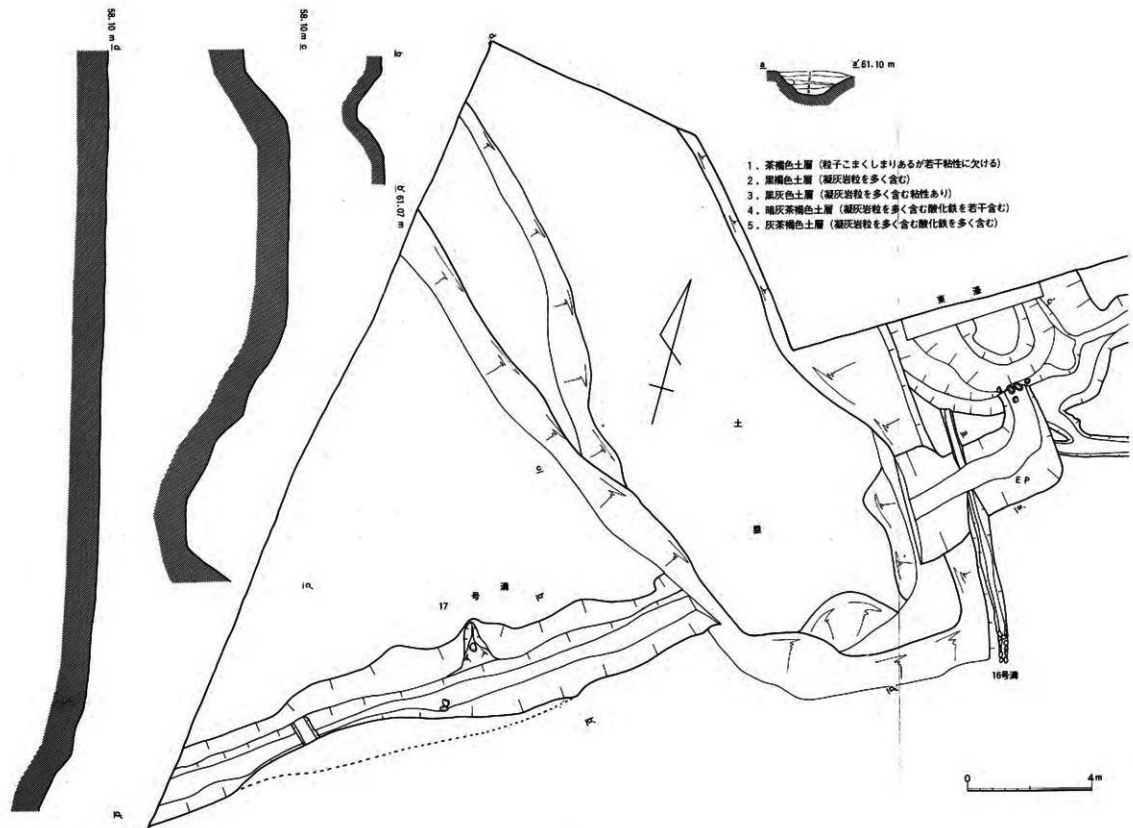 58.10 m d
58.10 m c
b
b' 61.07 m
d'
a
a' 61.10 m
1．茶褐色土層（粒子こまくしまりあるが若干粘性に欠ける）
2．黒褐色土層（凝灰岩粒を多く含む）
3．黒灰色土層（凝灰岩粒を多く含む粘性あり）
4．暗灰茶褐色土層（凝灰岩粒を多く含む酸化鉄を若干含む）
5．灰茶褐色土層（凝灰岩粒を多く含む酸化鉄を多く含む）
東濠
土
塁
EP
17号溝
16号溝
0
4m